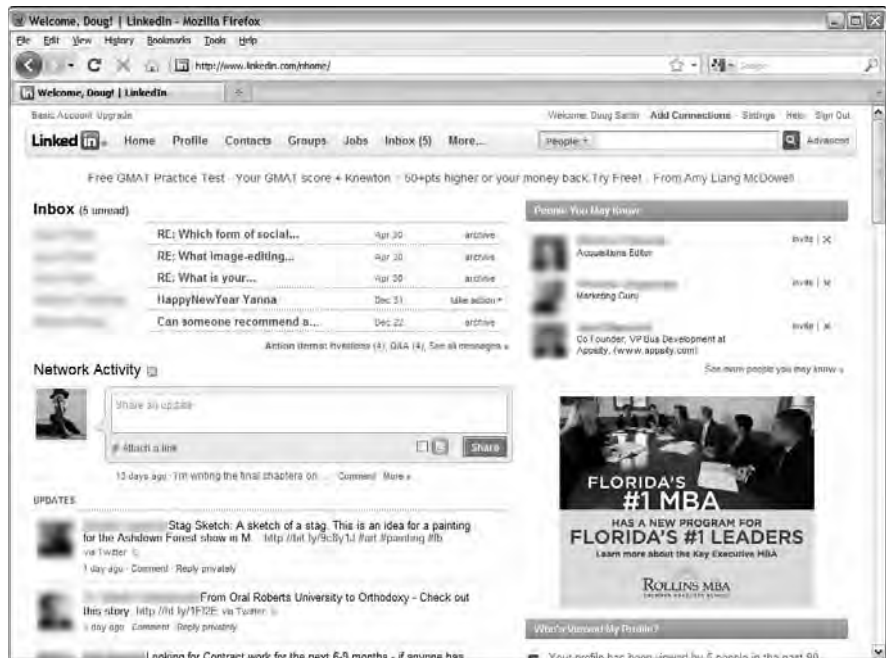 Welcome, Doug! | LinkedIn - Mozilla Firefox
File Edit View History Bookmarks Tools Help
http://www.linkedin.com/nhome/
Welcome, Doug! | LinkedIn
Basic Account Upgrade
Welcome, Doug Add Connections Settings Help Sign Out
Linked in Home Profile Contacts Groups Jobs Inbox (5) More...
People Advanced
Free GMAT Practice Test - Your GMAT score + Knewton = 50+pts higher or your money back. Try Free! - From Amy Liang McDowell
Inbox (5 unread)
RE: Which form of social... Apr 30 archive
RE: What image-editing... Apr 30 archive
RE: What is your... Apr 30 archive
HappyNewYear Yanna Dec 31 take action
Can someone recommend a... Dec 22 archive
Action items: Invitations (4), Q&A (4), See all messages »
People You May Know
Acquisitions Editor
invite | x
Marketing Guru
invite | x
Co Founder, VP Bus Development at
Appsity, (www.appsity.com)
invite | x
See more people you may know »
Network Activity
Share an update
Attach a link
Share
13 days ago I'm writing the final chapters on ... Comment More »
UPDATES
Stag Sketch: A sketch of a stag. This is an idea for a painting
for the Ashdown Forest show in M... http://bit.ly/9c8y1J #art #painting #fb
via Twitter
1 day ago · Comment · Reply privately
From Oral Roberts University to Orthodoxy - Check out
this story http://ht.ly/1FI2E via Twitter
1 day ago Comment Reply privately
Looking for Contract work for the next 6-9 months - if anyone has
FLORIDA'S
#1 MBA
HAS A NEW PROGRAM FOR
FLORIDA'S #1 LEADERS
Learn more about the Key Executive MBA
ROLLINS MBA
Who's Viewed My Profile?
Your profile has been viewed by 5 people in the past 90